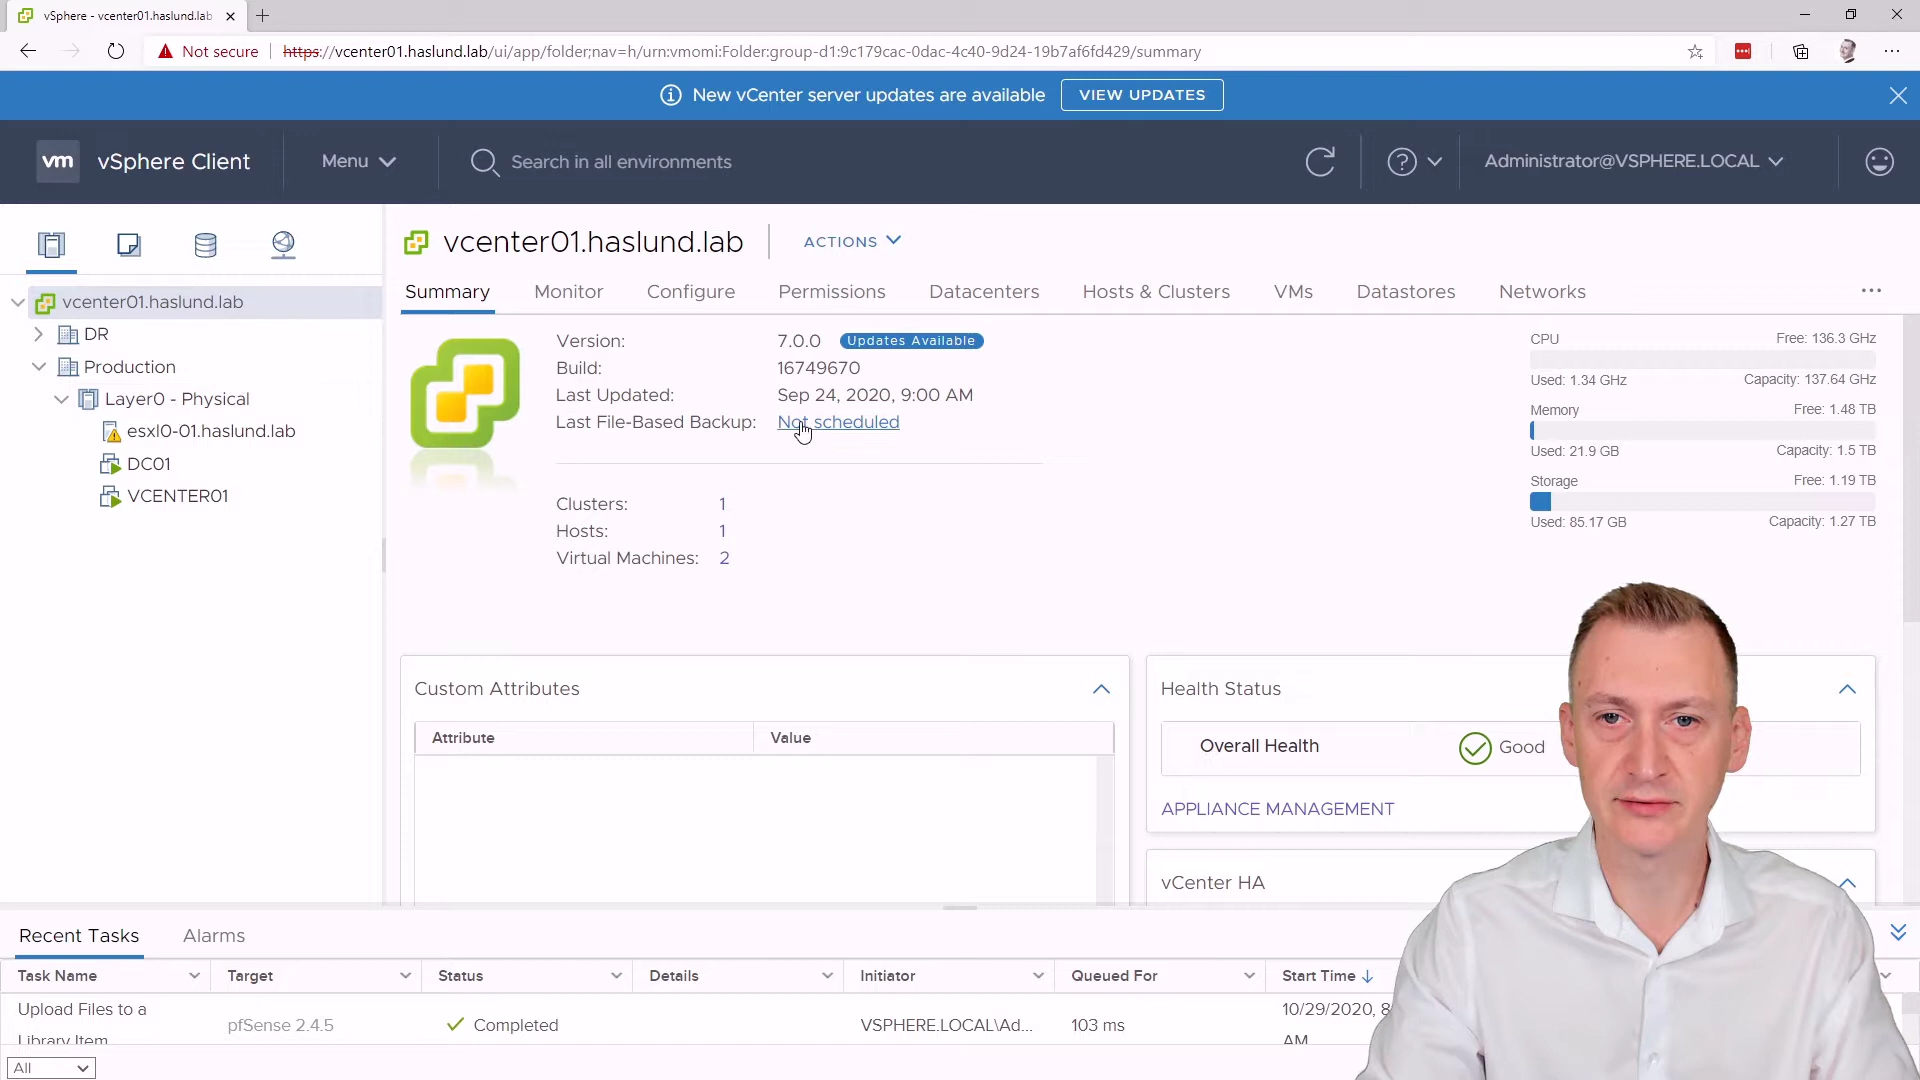 vSphere - vcenter01.haslund.lab
Not secure
https://vcenter01.haslund.lab/ui/app/folder;nav=h/urn:vmomi:Folder:group-d1:9c179cac-0dac-4c40-9d24-19b7af6fd429/summary
New vCenter server updates are available
VIEW UPDATES
vm
vSphere Client
Menu
Search in all environments
Administrator@VSPHERE.LOCAL
vcenter01.haslund.lab
DR
Production
Layer0 - Physical
esxl0-01.haslund.lab
DC01
VCENTER01
vcenter01.haslund.lab
ACTIONS
Summary
Monitor
Configure
Permissions
Datacenters
Hosts & Clusters
VMs
Datastores
Networks
Version: 7.0.0 Updates Available
Build: 16749670
Last Updated: Sep 24, 2020, 9:00 AM
Last File-Based Backup: Not scheduled
Clusters: 1
Hosts: 1
Virtual Machines: 2
CPU Free: 136.3 GHz
Used: 1.34 GHz Capacity: 137.64 GHz
Memory Free: 1.48 TB
Used: 21.9 GB Capacity: 1.5 TB
Storage Free: 1.19 TB
Used: 85.17 GB Capacity: 1.27 TB
Custom Attributes
Attribute Value
Health Status
Overall Health Good
APPLIANCE MANAGEMENT
vCenter HA
Recent Tasks Alarms
Task Name Target Status Details Initiator Queued For Start Time
Upload Files to a
Library Item
pfSense 2.4.5
Completed
VSPHERE.LOCAL\Ad...
103 ms
10/29/2020, 8
AM
All